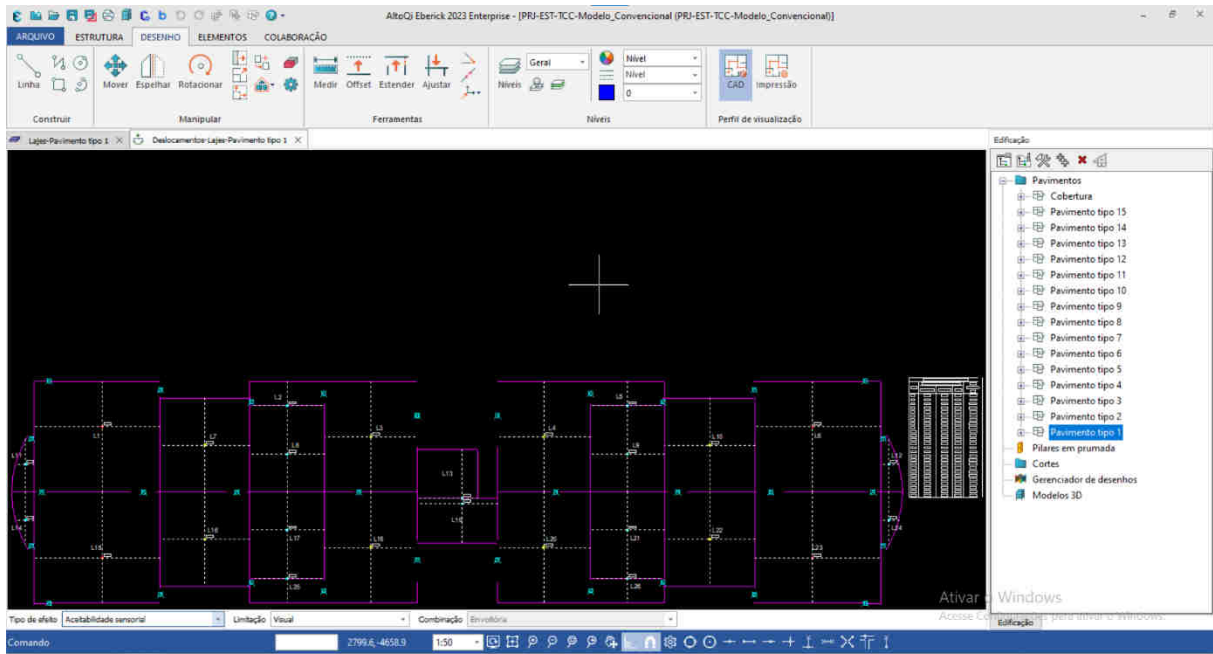 AltoQi Eberick 2023 Enterprise - [PRJ-EST-TCC-Modelo_Convencional (PRJ-EST-TCC-Modelo_Convencional)]
ARQUIVO ESTRUTURA DESENHO ELEMENTOS COLABORAÇÃO
Geral Nível
Nível
Linha Mover Espelhar Rotacionar Medir Offset Estender Ajustar Níveis 0 CAD Impressão
Construir Manipular Ferramentas Níveis Perfil de visualização
Lajes-Pavimento tipo 1 Deslocamentos-Lajes-Pavimento tipo 1 Edificação
Pavimentos
Cobertura
Pavimento tipo 15
Pavimento tipo 14
Pavimento tipo 13
Pavimento tipo 12
Pavimento tipo 11
Pavimento tipo 10
Pavimento tipo 9
Pavimento tipo 8
Pavimento tipo 7
Pavimento tipo 6
Pavimento tipo 5
Pavimento tipo 4
Pavimento tipo 3
Pavimento tipo 2
Pavimento tipo 1
Pilares em prumada
Cortes
Gerenciador de desenhos
Modelos 3D
L2
L1 L7 L8 L3 L4 L9 L10 L6
L11 L13 L12
L14 L15 L16 L17 L18 L21 L22 L23
Ativar o Windows
Tipo de efeito Aceitabilidade sensorial Limitação Visual Combinação Envoltória
Edificação
Comando 2799.6,-4658.9 1:50